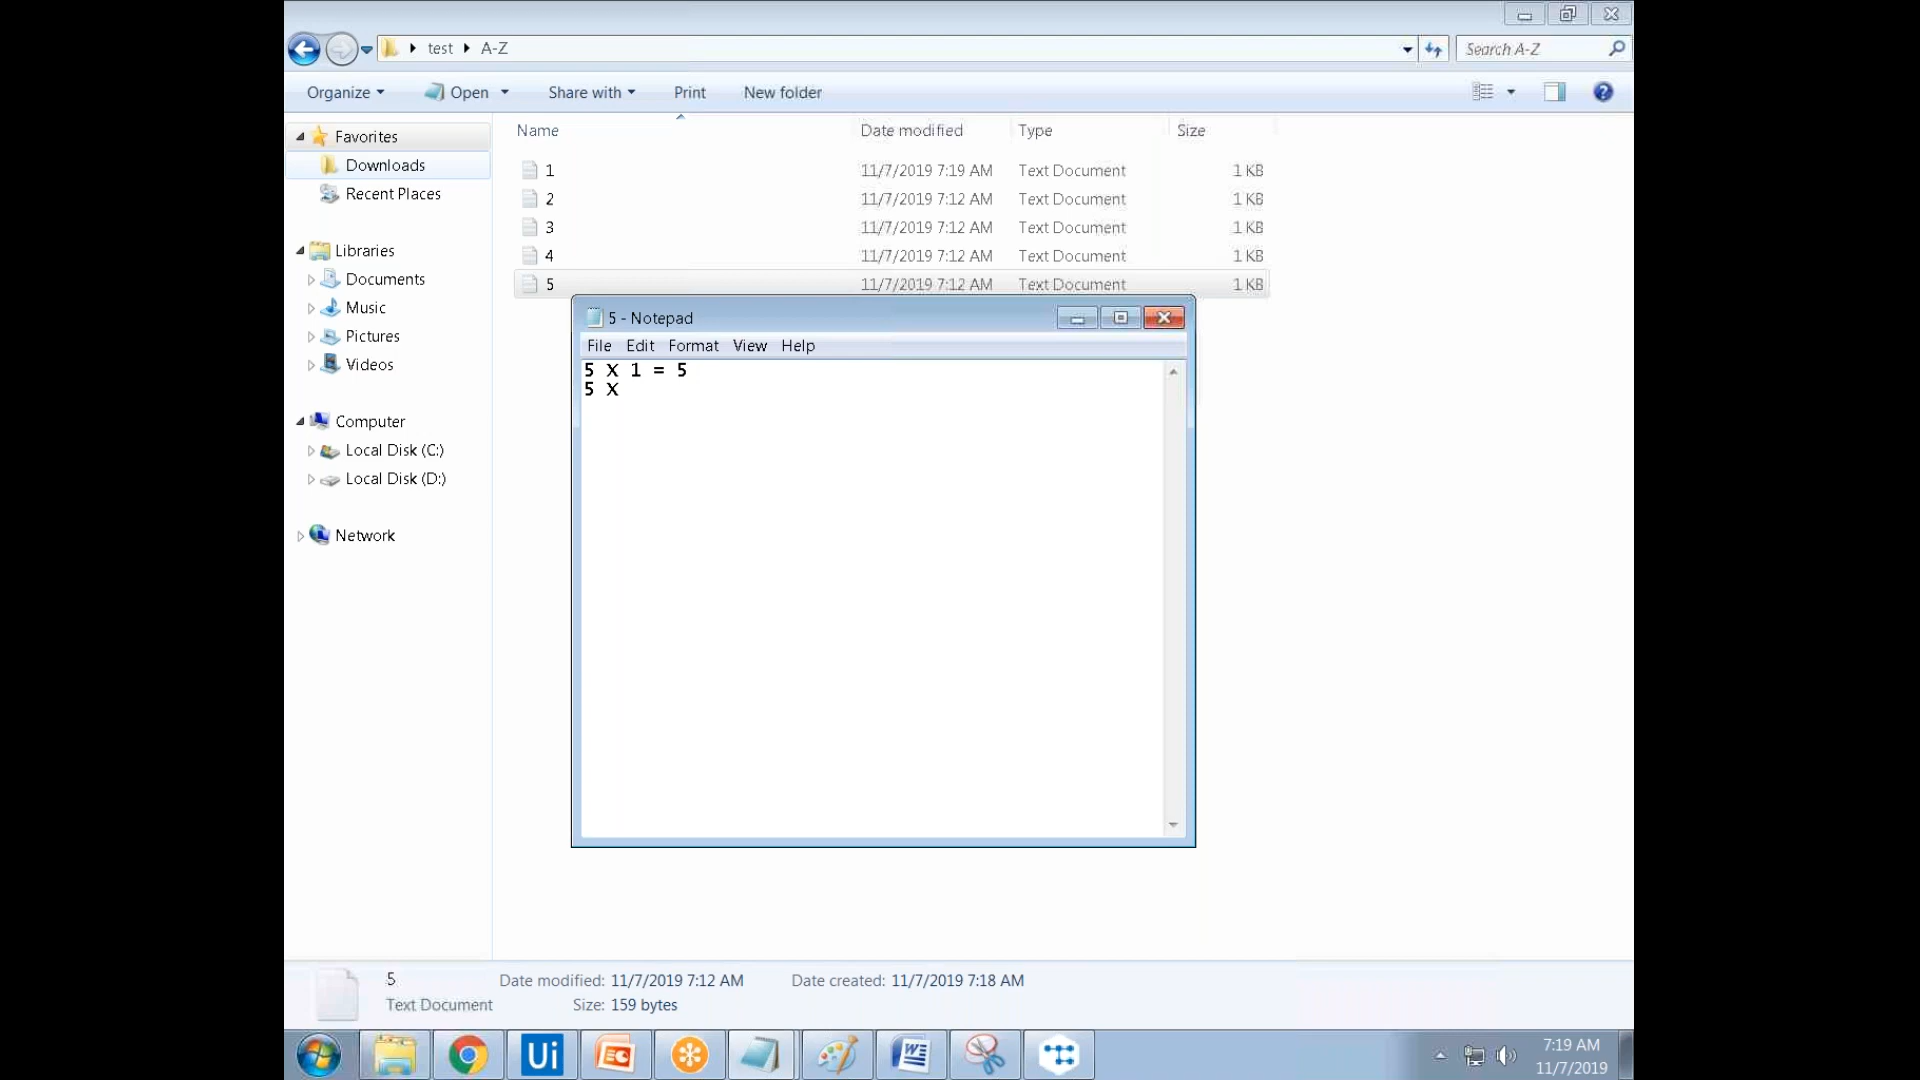 test A-Z
Search A-Z
Organize Open Share with Print New folder
Favorites
Downloads
Recent Places
Libraries
Documents
Music
Pictures
Videos
Computer
Local Disk (C:)
Local Disk (D:)
Network
Name Date modified Type Size
1 11/7/2019 7:19 AM Text Document 1 KB
2 11/7/2019 7:12 AM Text Document 1 KB
3 11/7/2019 7:12 AM Text Document 1 KB
4 11/7/2019 7:12 AM Text Document 1 KB
5 11/7/2019 7:12 AM Text Document 1 KB
5 - Notepad
File Edit Format View Help
5 X 1 = 5
5 X
5 Date modified: 11/7/2019 7:12 AM Date created: 11/7/2019 7:18 AM
Text Document Size: 159 bytes
Ui
W
7:19 AM
11/7/2019